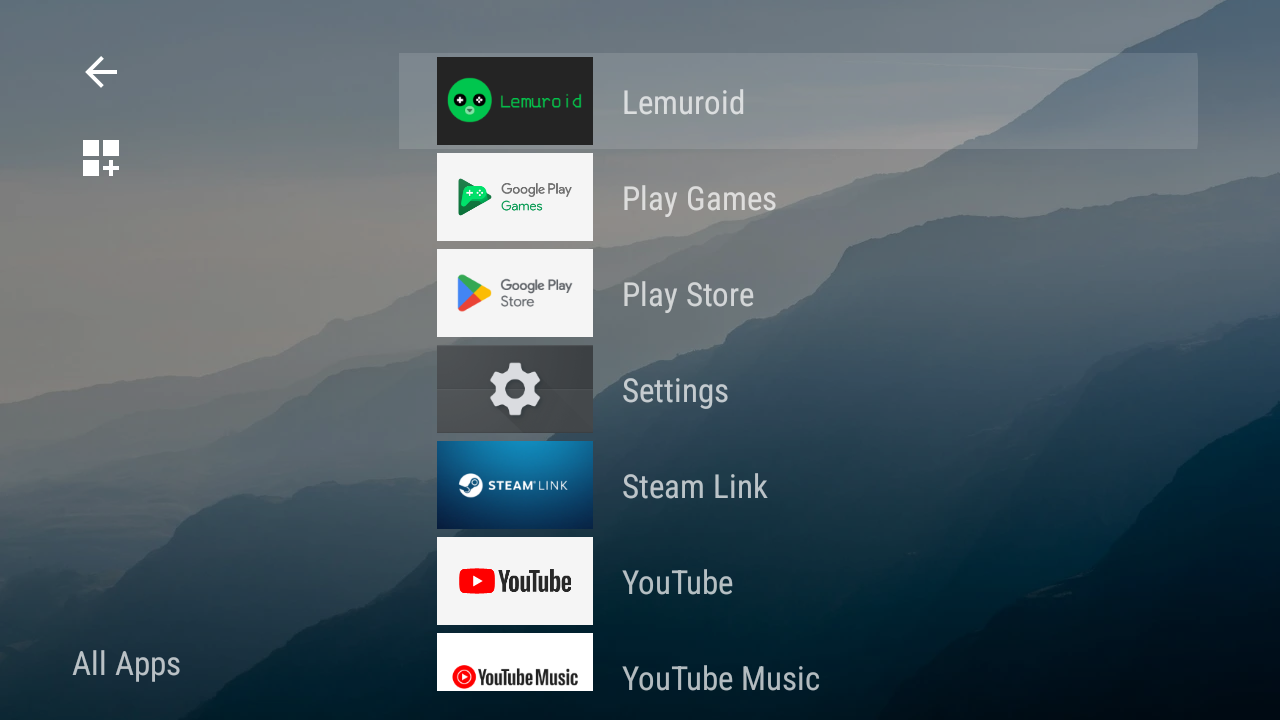 Lemuroid
Lemuroid
Google Play
Games
Play Games
Google Play
Store
Play Store
Settings
STEAM LINK
Steam Link
YouTube
YouTube
All Apps
YouTube Music
YouTube Music